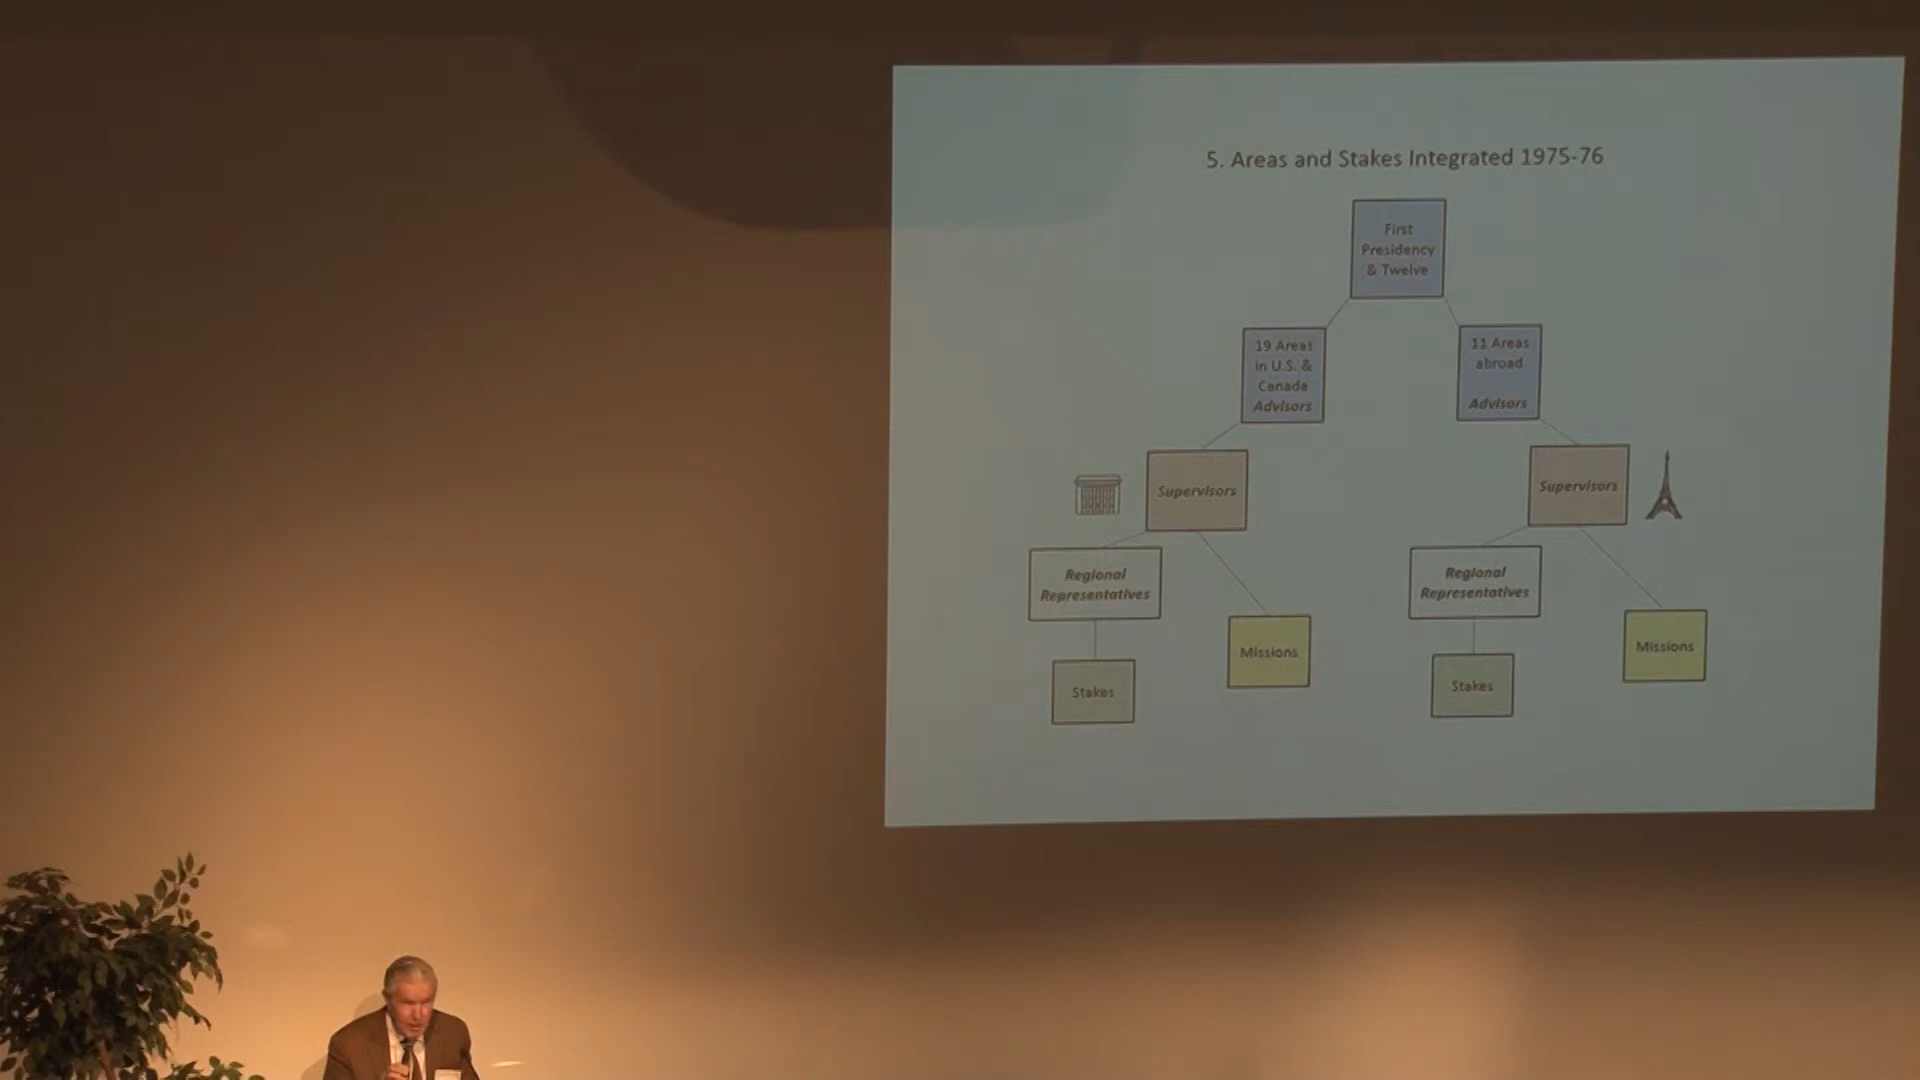 5. Areas and Stakes Integrated 1975-76
First
Presidency
& Twelve
19 Areas
in U.S. &
Canada
Advisors
11 Areas
abroad
Advisors
Supervisors
Supervisors
Regional
Representatives
Regional
Representatives
Missions
Missions
Stakes
Stakes